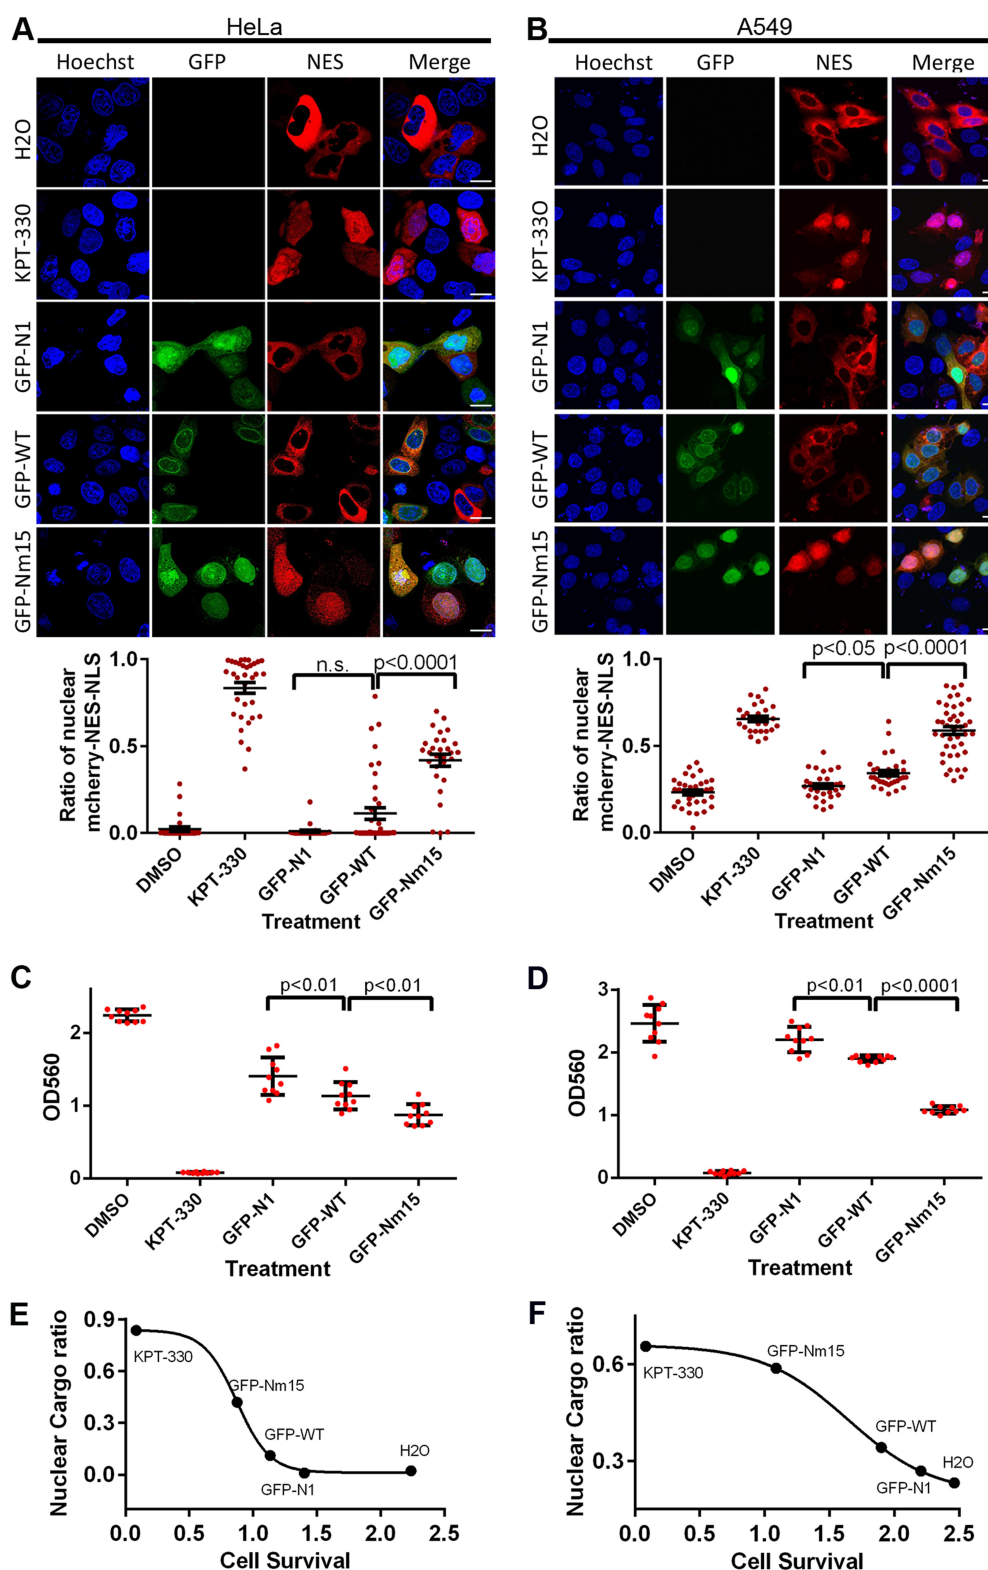 A
HeLa
Hoechst GFP NES Merge
H2O
KPT-330
GFP-N1
GFP-WT
GFP-Nm15
Ratio of nuclear
mcherry-NES-NLS
1.0
0.5
0.0
n.s.
p<0.0001
DMSO
KPT-330
GFP-N1
GFP-WT
GFP-Nm15
Treatment
B
A549
Hoechst GFP NES Merge
H2O
KPT-33O
GFP-N1
GFP-WT
GFP-Nm15
Ratio of nuclear
mcherry-NES-NLS
1.0
0.5
0.0
p<0.05
p<0.0001
DMSO
KPT-330
GFP-N1
GFP-WT
GFP-Nm15
Treatment
C
OD560
2
1
0
p<0.01
p<0.01
DMSO
KPT-330
GFP-N1
GFP-WT
GFP-Nm15
Treatment
D
OD560
3
2
1
0
p<0.01
p<0.0001
DMSO
KPT-330
GFP-N1
GFP-WT
GFP-Nm15
Treatment
E
Nuclear Cargo ratio
0.9
0.6
0.3
0.0
KPT-330
GFP-Nm15
GFP-WT
GFP-N1
H2O
0.0 0.5 1.0 1.5 2.0 2.5
Cell Survival
F
Nuclear Cargo ratio
0.6
0.3
KPT-330
GFP-Nm15
GFP-WT
GFP-N1
H2O
0.0 0.5 1.0 1.5 2.0 2.5
Cell Survival